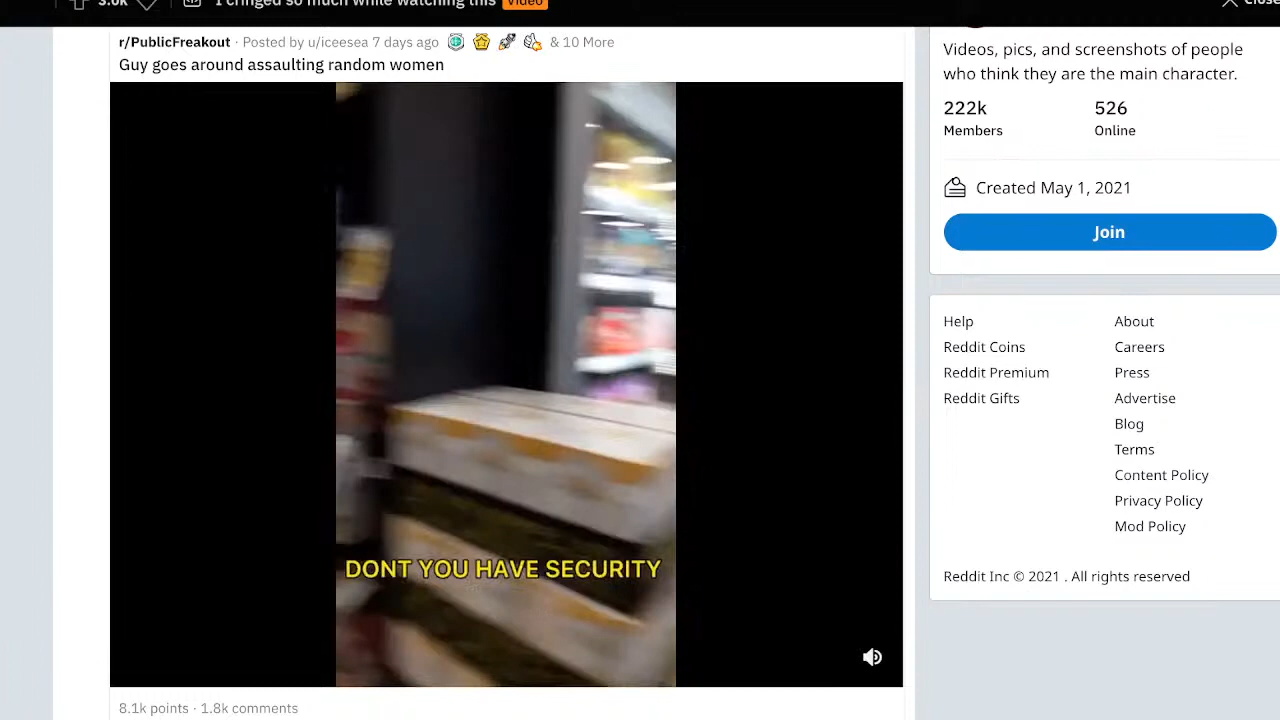 3.0k I cringed so much while watching this Video Close
r/PublicFreakout · Posted by u/iceesea 7 days ago & 10 More
Guy goes around assaulting random women
DONT YOU HAVE SECURITY
8.1k points · 1.8k comments
Videos, pics, and screenshots of people
who think they are the main character.
222k 526
Members Online
Created May 1, 2021
Join
Help About
Reddit Coins Careers
Reddit Premium Press
Reddit Gifts Advertise
Blog
Terms
Content Policy
Privacy Policy
Mod Policy
Reddit Inc © 2021 . All rights reserved